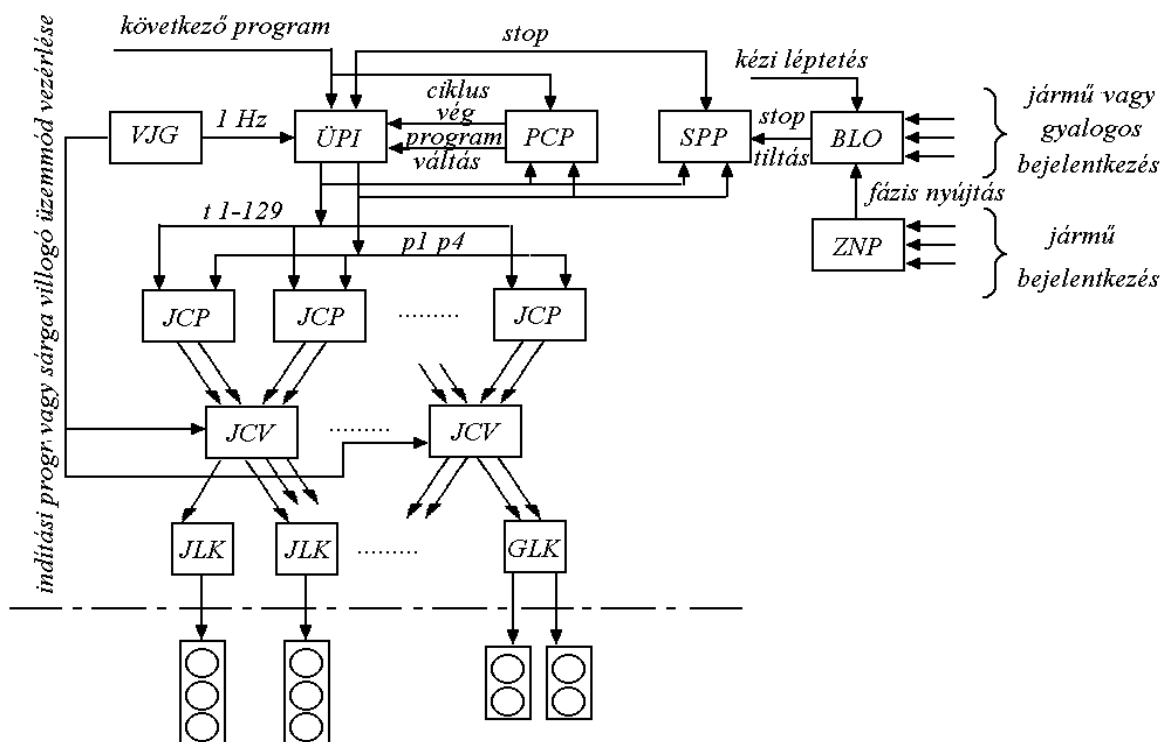 következő program
stop
kézi léptetés
ciklus
vég
program
váltás
1 Hz
VJG
ÜPI
PCP
SPP
stop
tiltás
BLO
jármű vagy
gyalogos
bejelentkezés
fázis nyújtás
ZNP
jármű
bejelentkezés
t 1-129
p1 p4
JCP
JCP
.........
JCP
JCV
.........
JCV
JLK
JLK
.........
GLK
indítási progr. vagy sárga villogó üzemmód vezérlése